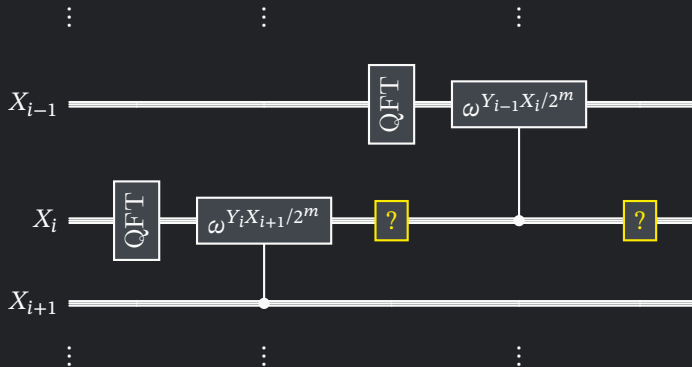 X_{i−1} QFT ω^{Y_{i−1}X_i/2^m}
X_i QFT ω^{Y_iX_{i+1}/2^m} ? ?
X_{i+1}